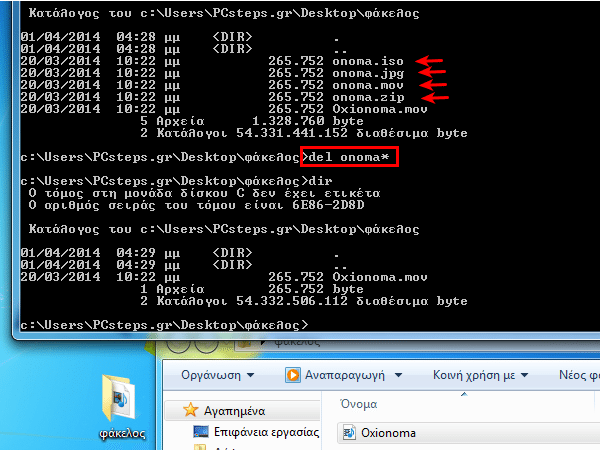 Κατάλογος του c:\Users\PCsteps.gr\Desktop\φάκελος
01/04/2014 04:28 μμ <DIR> .
01/04/2014 04:28 μμ <DIR> ..
20/03/2014 10:22 μμ 265.752 onoma.iso
20/03/2014 10:22 μμ 265.752 onoma.jpg
20/03/2014 10:22 μμ 265.752 onoma.mov
20/03/2014 10:22 μμ 265.752 onoma.zip
20/03/2014 10:22 μμ 265.752 Oxionoma.mov
5 Αρχεία 1.328.760 byte
2 Κατάλογοι 54.331.441.152 διαθέσιμα byte
c:\Users\PCsteps.gr\Desktop\φάκελος>del onoma*
c:\Users\PCsteps.gr\Desktop\φάκελος>dir
Ο τόμος στη μονάδα δίσκου C δεν έχει ετικέτα
Ο αριθμός σειράς του τόμου είναι 6E86-2D8D
Κατάλογος του c:\Users\PCsteps.gr\Desktop\φάκελος
01/04/2014 04:29 μμ <DIR> .
01/04/2014 04:29 μμ <DIR> ..
20/03/2014 10:22 μμ 265.752 Oxionoma.mov
1 Αρχεία 265.752 byte
2 Κατάλογοι 54.332.506.112 διαθέσιμα byte
c:\Users\PCsteps.gr\Desktop\φάκελος>
φάκελος
Οργάνωση Αναπαραγωγή Κοινή χρήση με Νέος
Όνομα
Αγαπημένα
Επιφάνεια εργασίας
Oxionoma
φάκελος